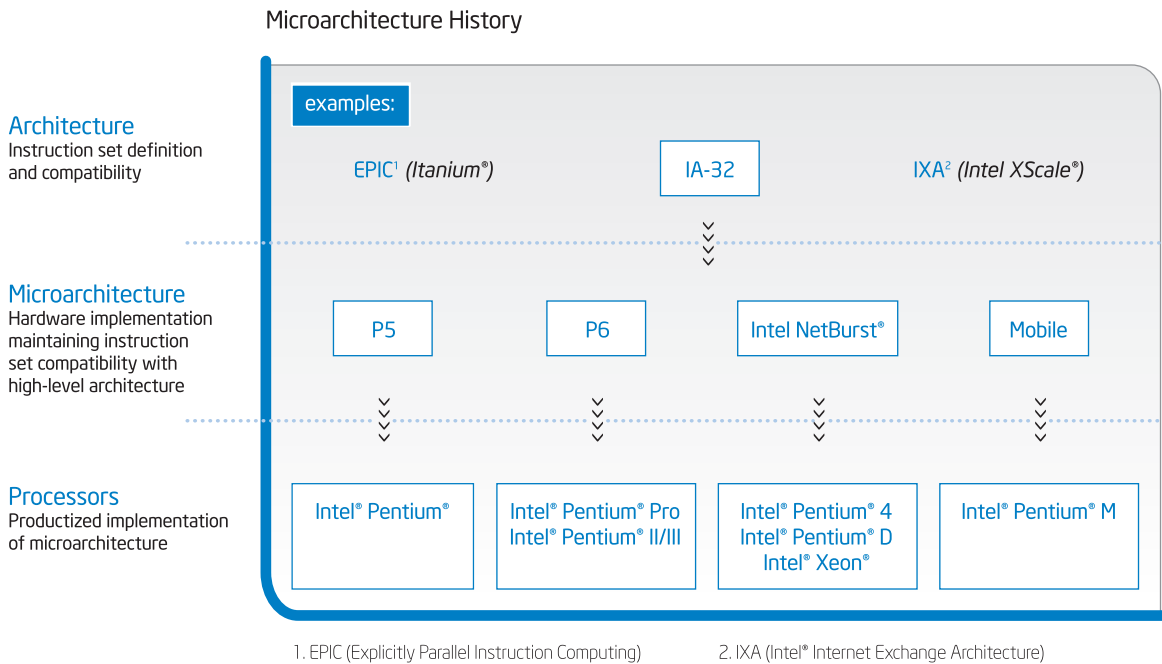 Microarchitecture History
examples:
Architecture
Instruction set definition
and compatibility
EPIC¹ (Itanium®)
IA-32
IXA² (Intel XScale®)
Microarchitecture
Hardware implementation
maintaining instruction
set compatibility with
high-level architecture
P5
P6
Intel NetBurst®
Mobile
Processors
Productized implementation
of microarchitecture
Intel® Pentium®
Intel® Pentium® Pro
Intel® Pentium® II/III
Intel® Pentium® 4
Intel® Pentium® D
Intel® Xeon®
Intel® Pentium® M
1. EPIC (Explicitly Parallel Instruction Computing)
2. IXA (Intel® Internet Exchange Architecture)